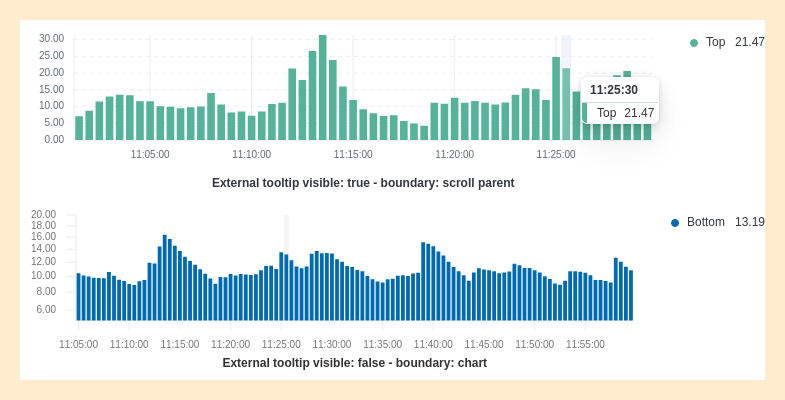 30.00
25.00
20.00
15.00
10.00
5.00
0.00
11:05:00 11:10:00 11:15:00 11:20:00 11:25:00
Top 21.47
11:25:30
Top 21.47
External tooltip visible: true - boundary: scroll parent
20.00
18.00
16.00
14.00
12.00
10.00
8.00
6.00
11:05:00 11:10:00 11:15:00 11:20:00 11:25:00 11:30:00 11:35:00 11:40:00 11:45:00 11:50:00 11:55:00
Bottom 13.19
External tooltip visible: false - boundary: chart